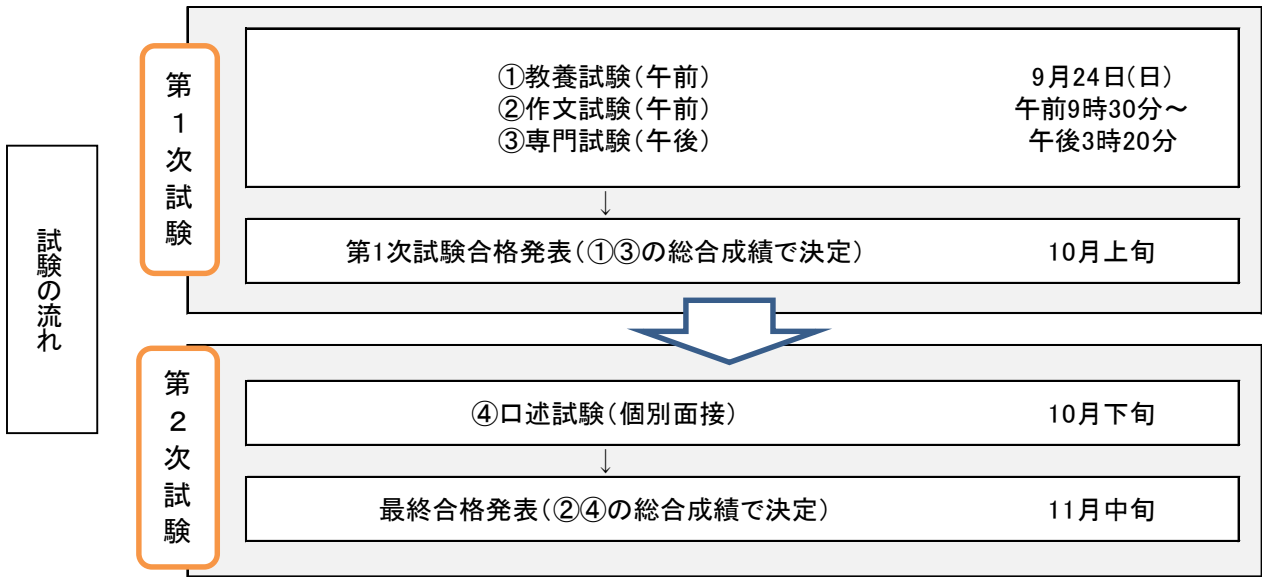 試験の流れ
第1次試験
①教養試験(午前) 9月24日(日)
②作文試験(午前) 午前9時30分~
③専門試験(午後) 午後3時20分
↓
第1次試験合格発表(①③の総合成績で決定) 10月上旬
第2次試験
④口述試験(個別面接) 10月下旬
↓
最終合格発表(②④の総合成績で決定) 11月中旬